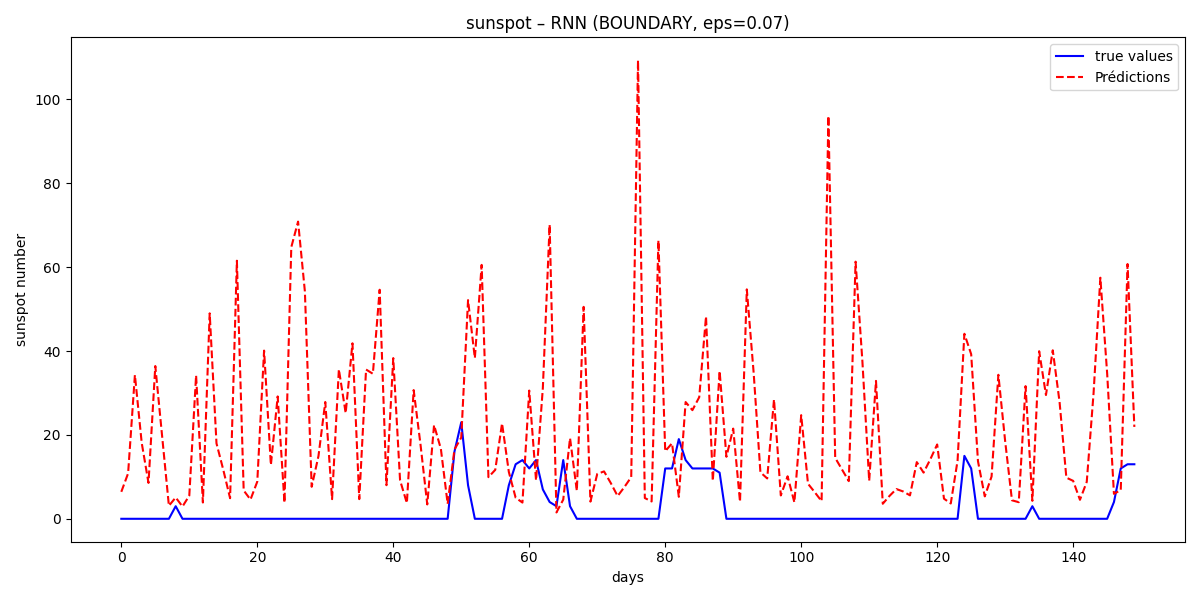 sunspot – RNN (BOUNDARY, eps=0.07)
true values
Prédictions
sunspot number
100
80
60
40
20
0
0 20 40 60 80 100 120 140
days